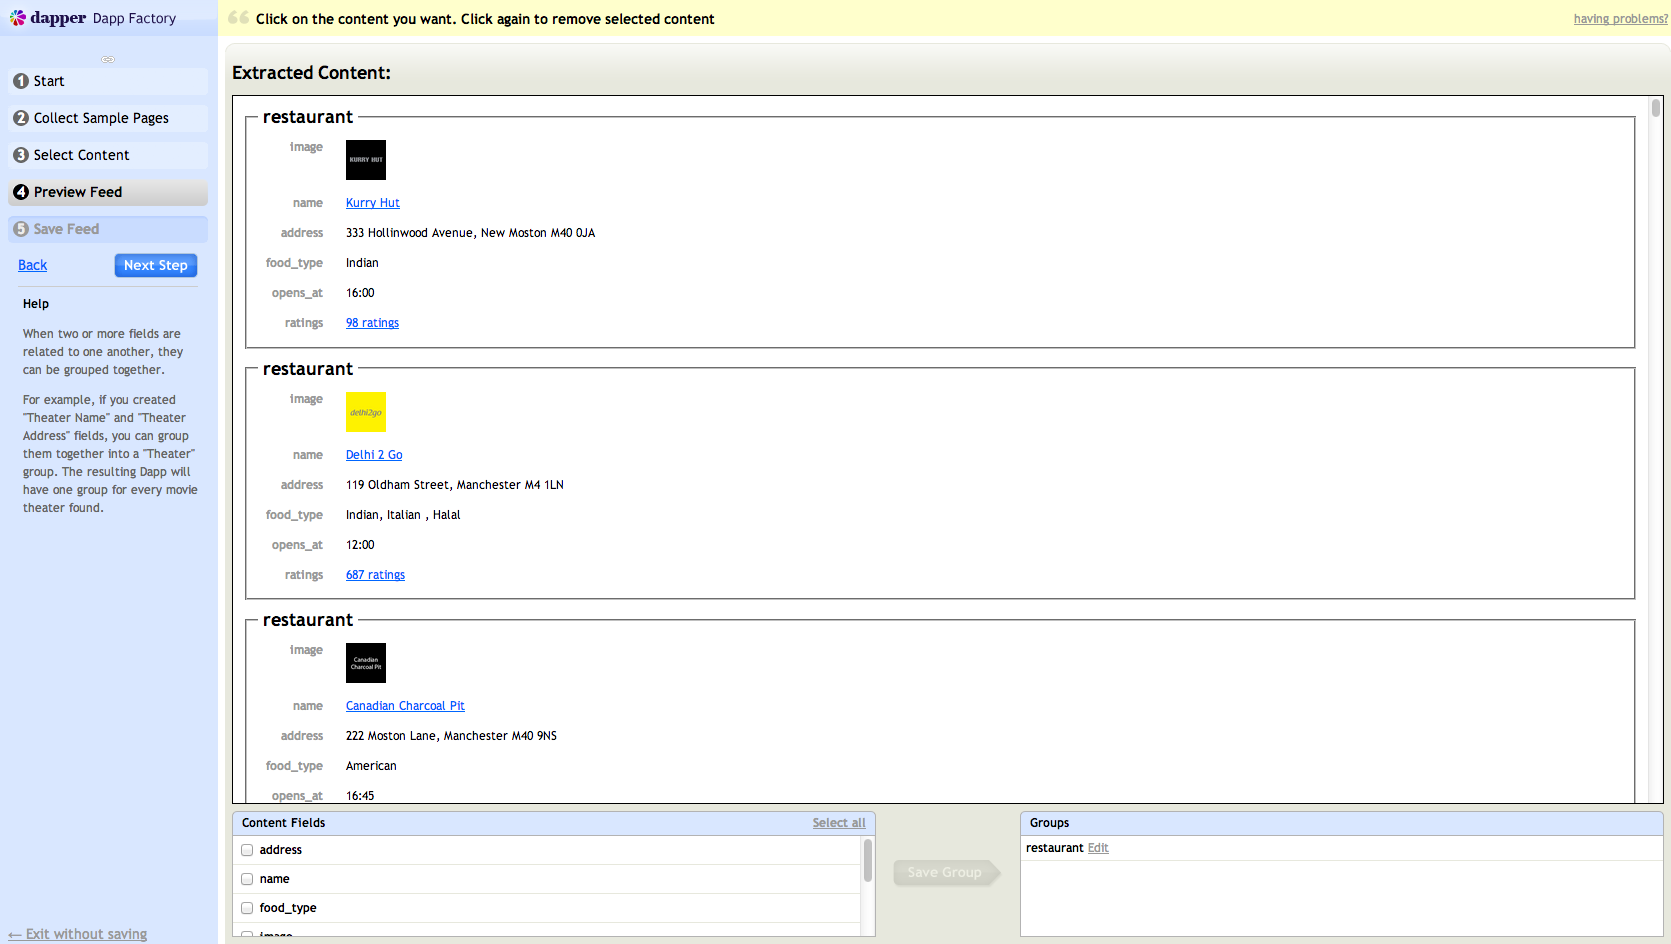 dapper Dapp Factory
Click on the content you want. Click again to remove selected content
having problems?
1 Start
2 Collect Sample Pages
3 Select Content
4 Preview Feed
5 Save Feed
Back
Next Step
Help
When two or more fields are
related to one another, they
can be grouped together.
For example, if you created
"Theater Name" and "Theater
Address" fields, you can group
them together into a "Theater"
group. The resulting Dapp will
have one group for every movie
theater found.
← Exit without saving
Extracted Content:
restaurant
image
KURRY HUT
name Kurry Hut
address 333 Hollinwood Avenue, New Moston M40 0JA
food_type Indian
opens_at 16:00
ratings 98 ratings
restaurant
image
delhi2go
name Delhi 2 Go
address 119 Oldham Street, Manchester M4 1LN
food_type Indian, Italian , Halal
opens_at 12:00
ratings 687 ratings
restaurant
image
Canadian
Charcoal Pit
name Canadian Charcoal Pit
address 222 Moston Lane, Manchester M40 9NS
food_type American
opens_at 16:45
Content Fields Select all
address
name
food_type
image
Save Group
Groups
restaurant Edit